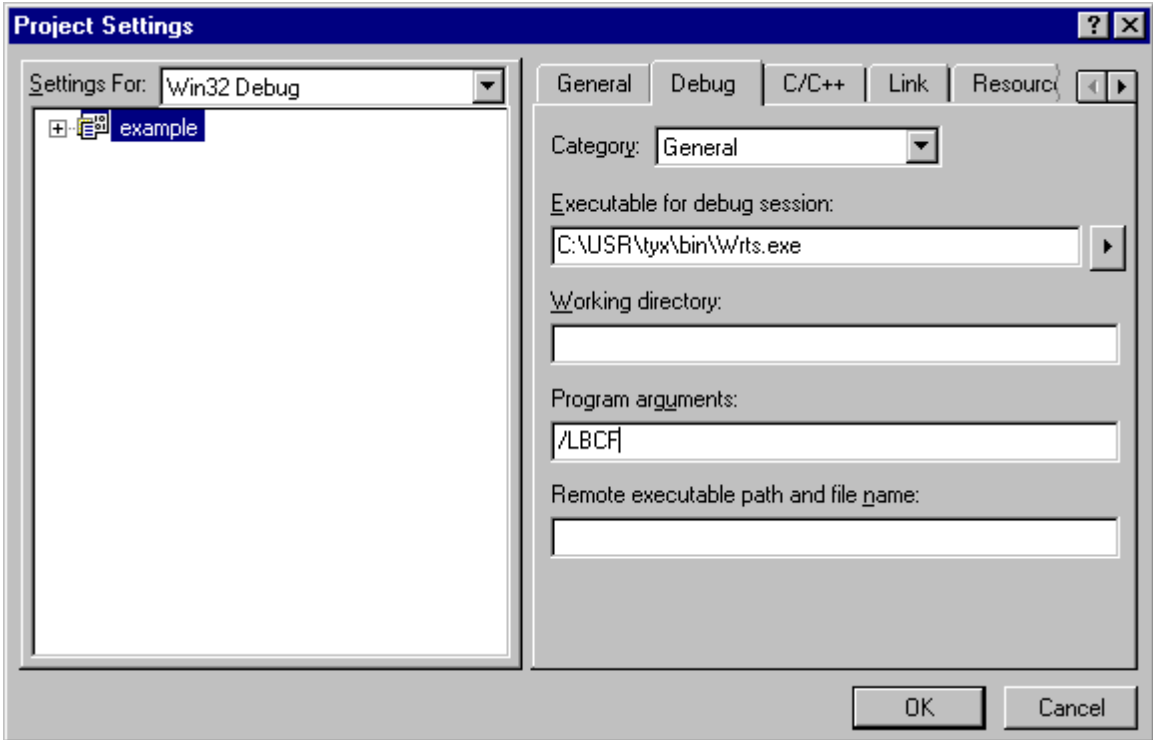 Project Settings
Settings For: Win32 Debug
example
General Debug C/C++ Link Resourc
Category: General
Executable for debug session:
C:\USR\tyx\bin\Wrts.exe
Working directory:
Program arguments:
/LBCF
Remote executable path and file name:
OK Cancel